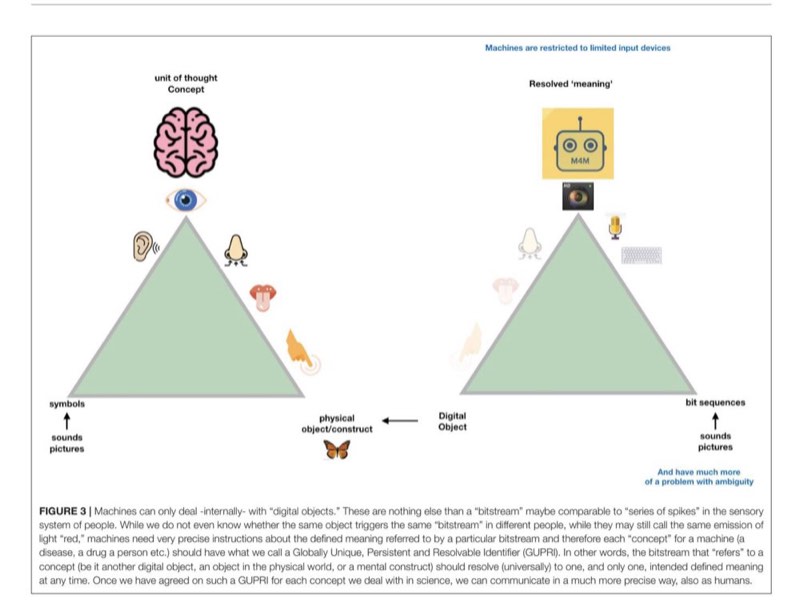 Machines are restricted to limited input devices
unit of thought
Concept
Resolved 'meaning'
M4M
symbols
sounds
pictures
physical
object/construct
Digital
Object
bit sequences
sounds
pictures
And have much more
of a problem with ambiguity
FIGURE 3 | Machines can only deal -internally- with “digital objects.” These are nothing else than a “bitstream” maybe comparable to “series of spikes” in the sensory
system of people. While we do not even know whether the same object triggers the same “bitstream” in different people, while they may still call the same emission of
light “red,” machines need very precise instructions about the defined meaning referred to by a particular bitstream and therefore each “concept” for a machine (a
disease, a drug a person etc.) should have what we call a Globally Unique, Persistent and Resolvable Identifier (GUPRI). In other words, the bitstream that “refers” to a
concept (be it another digital object, an object in the physical world, or a mental construct) should resolve (universally) to one, and only one, intended defined meaning
at any time. Once we have agreed on such a GUPRI for each concept we deal with in science, we can communicate in a much more precise way, also as humans.